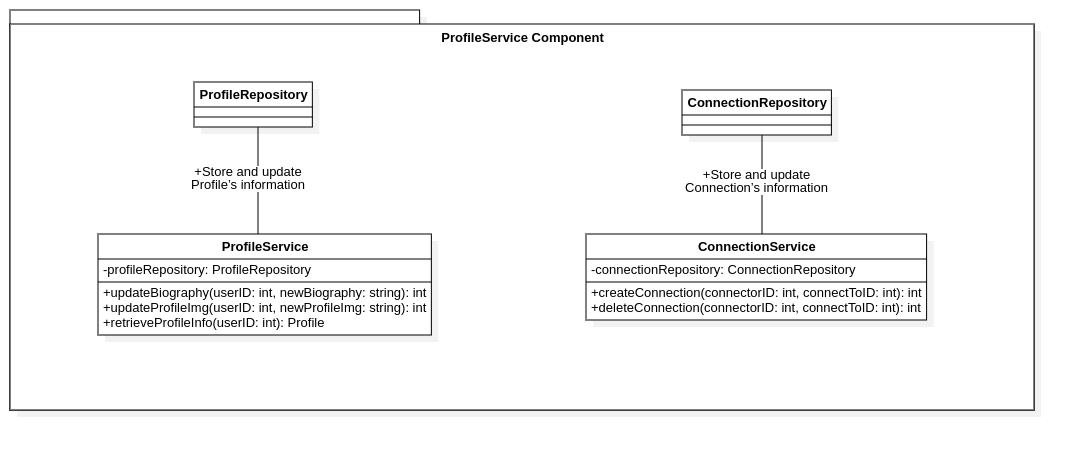 ProfileService Component
ProfileRepository
+Store and update
Profile's information
ProfileService
-profileRepository: ProfileRepository
+updateBiography(userID: int, newBiography: string): int
+updateProfileImg(userID: int, newProfileImg: string): int
+retrieveProfileInfo(userID: int): Profile
ConnectionRepository
+Store and update
Connection's information
ConnectionService
-connectionRepository: ConnectionRepository
+createConnection(connectorID: int, connectToID: int): int
+deleteConnection(connectorID: int, connectToID: int): int